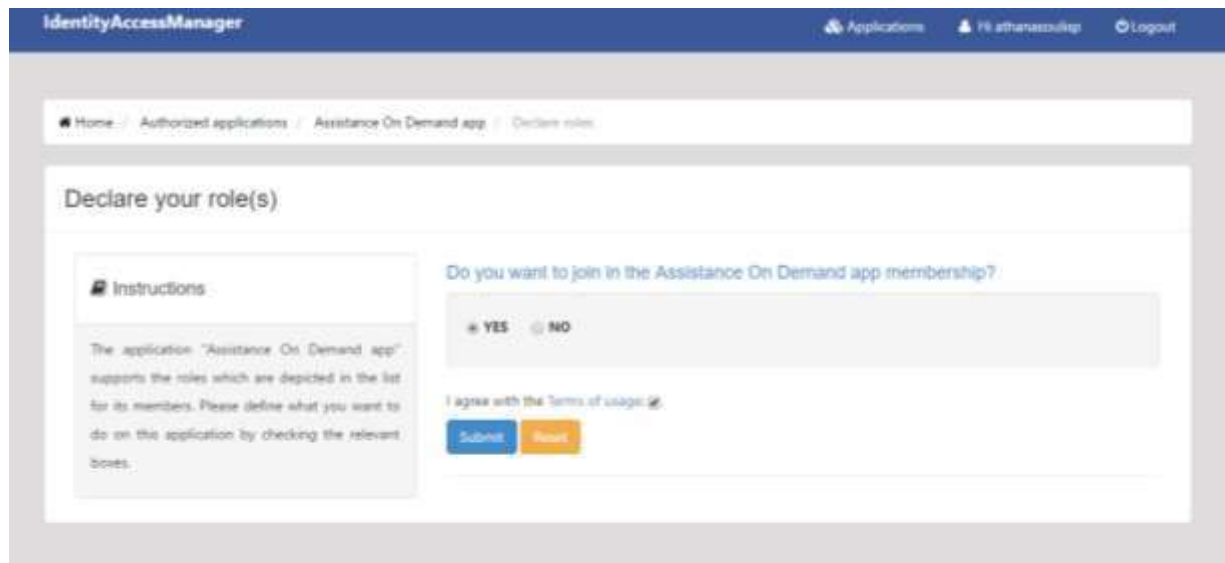 IdentityAccessManager
Applications
Hi athanasoulisp
Logout
Home / Authorized applications / Assistance On Demand app / Declare roles
Declare your role(s)
Instructions
The application "Assistance On Demand app"
supports the roles which are depicted in the list
for its members. Please define what you want to
do on this application by checking the relevant
boxes.
Do you want to join in the Assistance On Demand app membership?
YES NO
I agree with the Terms of usage:
Submit Reset